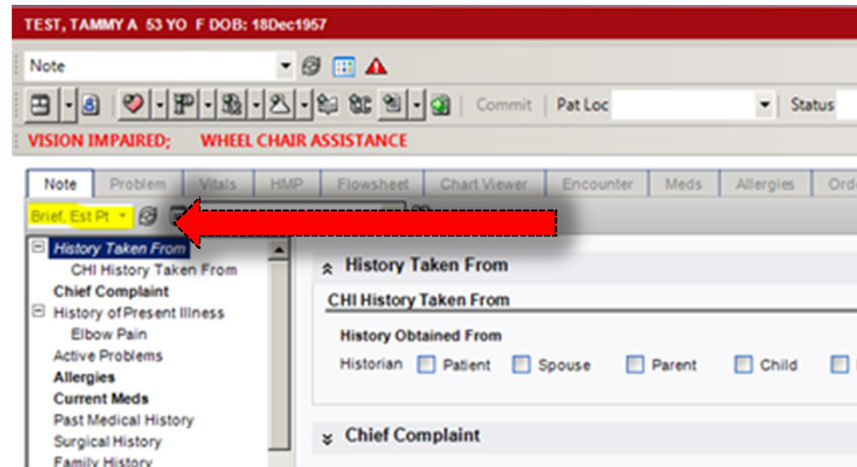 TEST, TAMMY A 53 YO F DOB: 18Dec1957
Note
Commit Pat Loc Status
VISION IMPAIRED; WHEEL CHAIR ASSISTANCE
Note Problem Vitals HMP Flowsheet Chart Viewer Encounter Meds Allergies Ord
Brief, Est Pt
History Taken From
CHI History Taken From
Chief Complaint
History of Present Illness
Elbow Pain
Active Problems
Allergies
Current Meds
Past Medical History
Surgical History
Family History
History Taken From
CHI History Taken From
History Obtained From
Historian Patient Spouse Parent Child
Chief Complaint